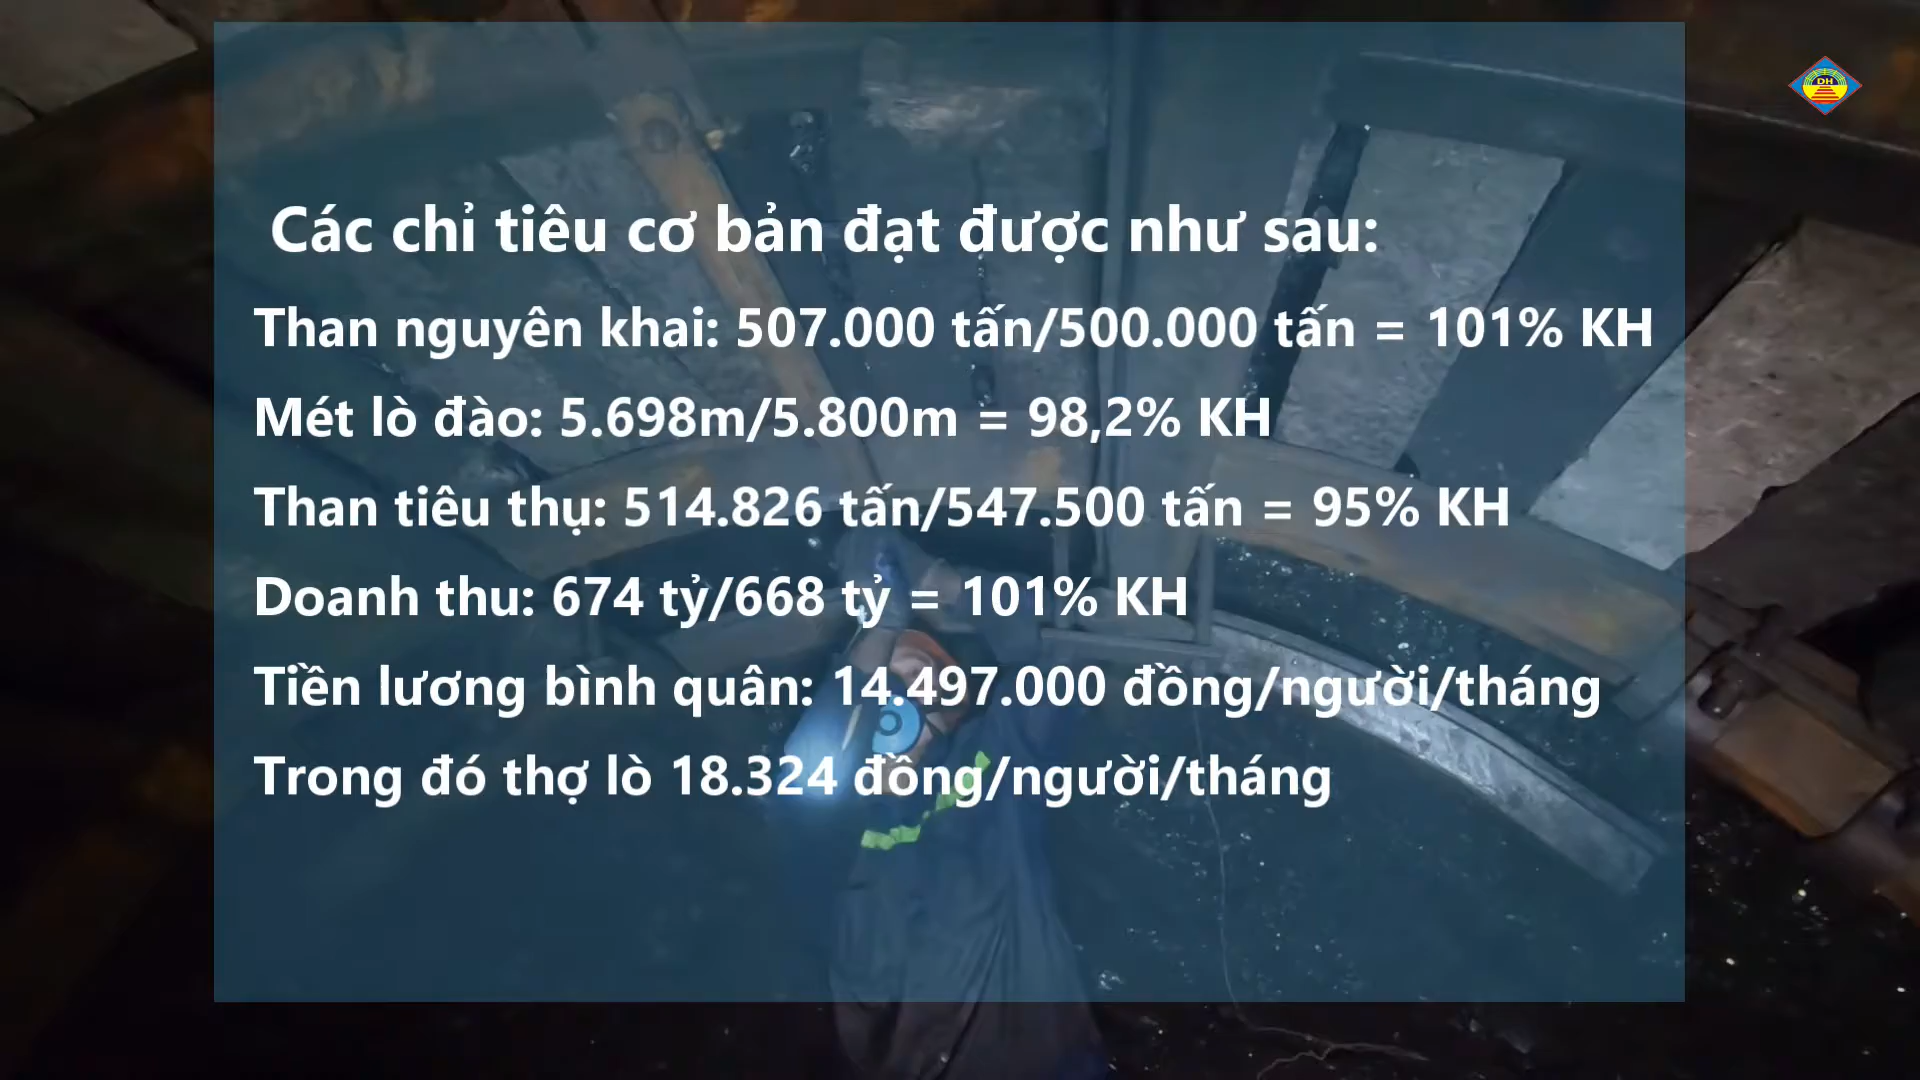 DH
Các chỉ tiêu cơ bản đạt được như sau:
Than nguyên khai: 507.000 tấn/500.000 tấn = 101% KH
Mét lò đào: 5.698m/5.800m = 98,2% KH
Than tiêu thụ: 514.826 tấn/547.500 tấn = 95% KH
Doanh thu: 674 tỷ/668 tỷ = 101% KH
Tiền lương bình quân: 14.497.000 đồng/người/tháng
Trong đó thợ lò 18.324 đồng/người/tháng